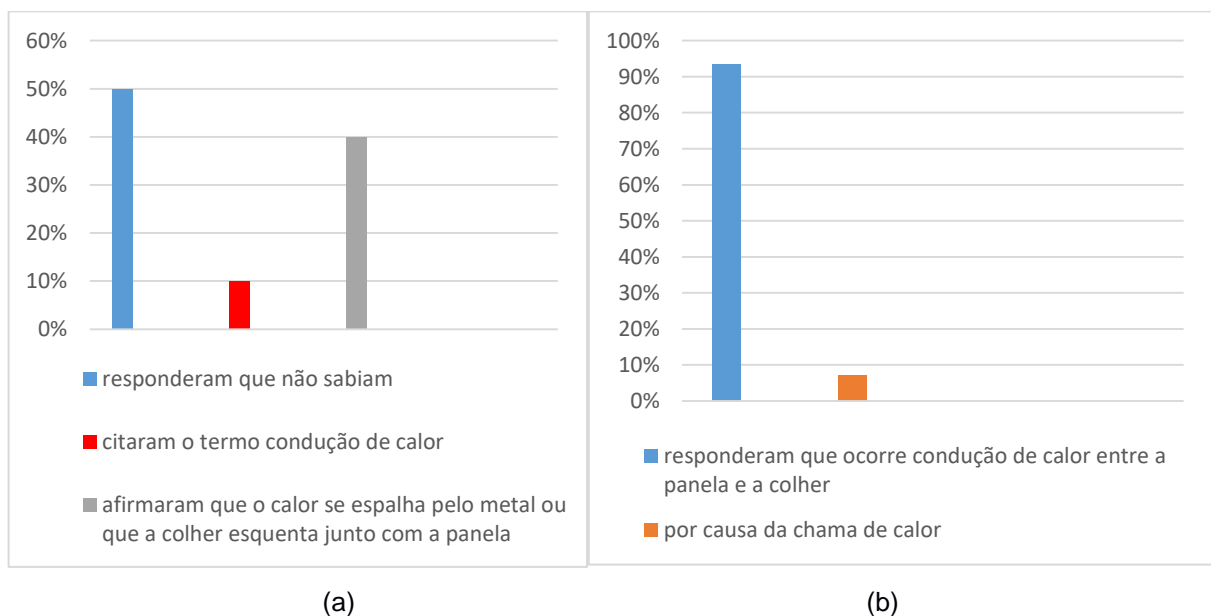 60%
50%
40%
30%
20%
10%
0%
responderam que não sabiam
citaram o termo condução de calor
afirmaram que o calor se espalha pelo metal ou
que a colher esquenta junto com a panela
(a)
100%
90%
80%
70%
60%
50%
40%
30%
20%
10%
0%
responderam que ocorre condução de calor entre a
panela e a colher
por causa da chama de calor
(b)